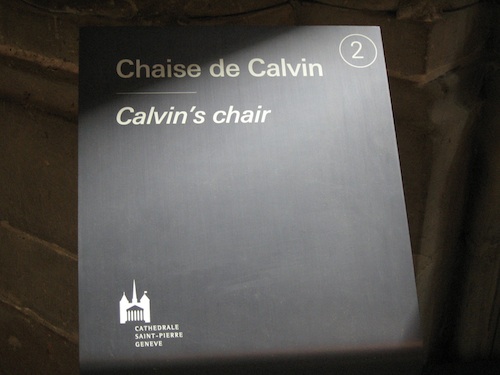 2
Chaise de Calvin
Calvin's chair
CATHEDRALE
SAINT-PIERRE
GENEVE